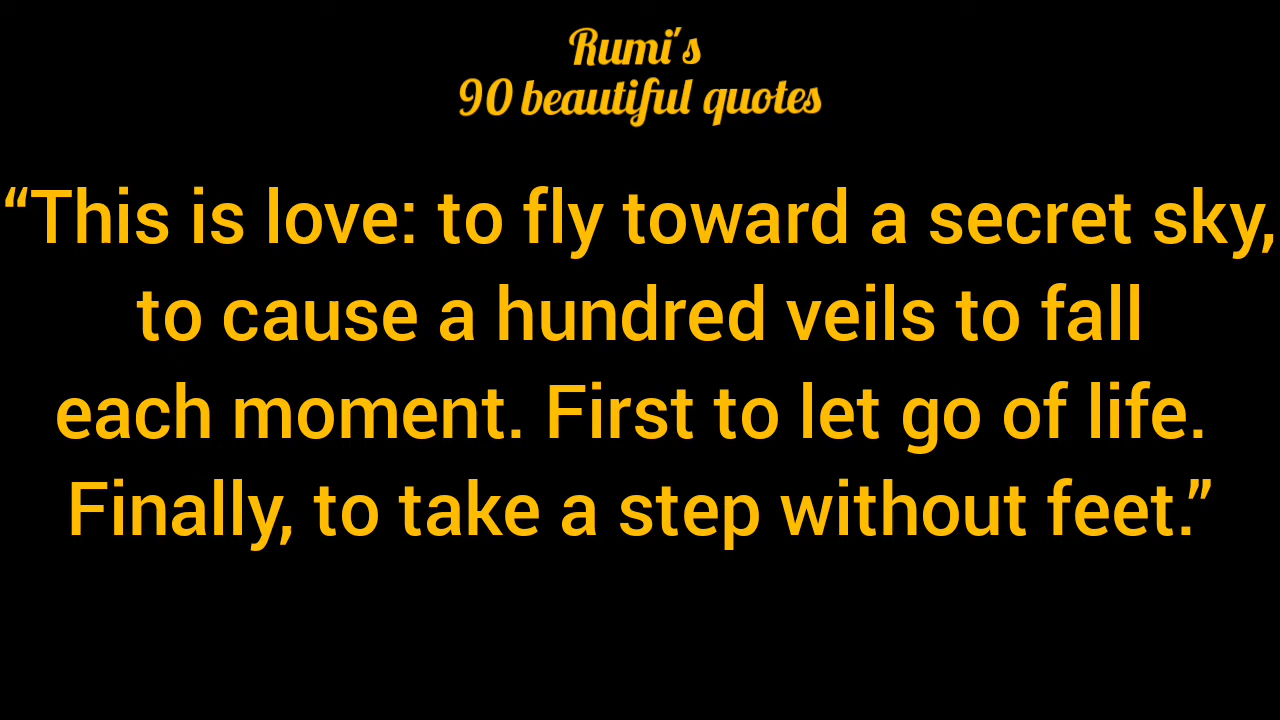 Rumi's
90 beautiful quotes
“This is love: to fly toward a secret sky,
to cause a hundred veils to fall
each moment. First to let go of life.
Finally, to take a step without feet.”